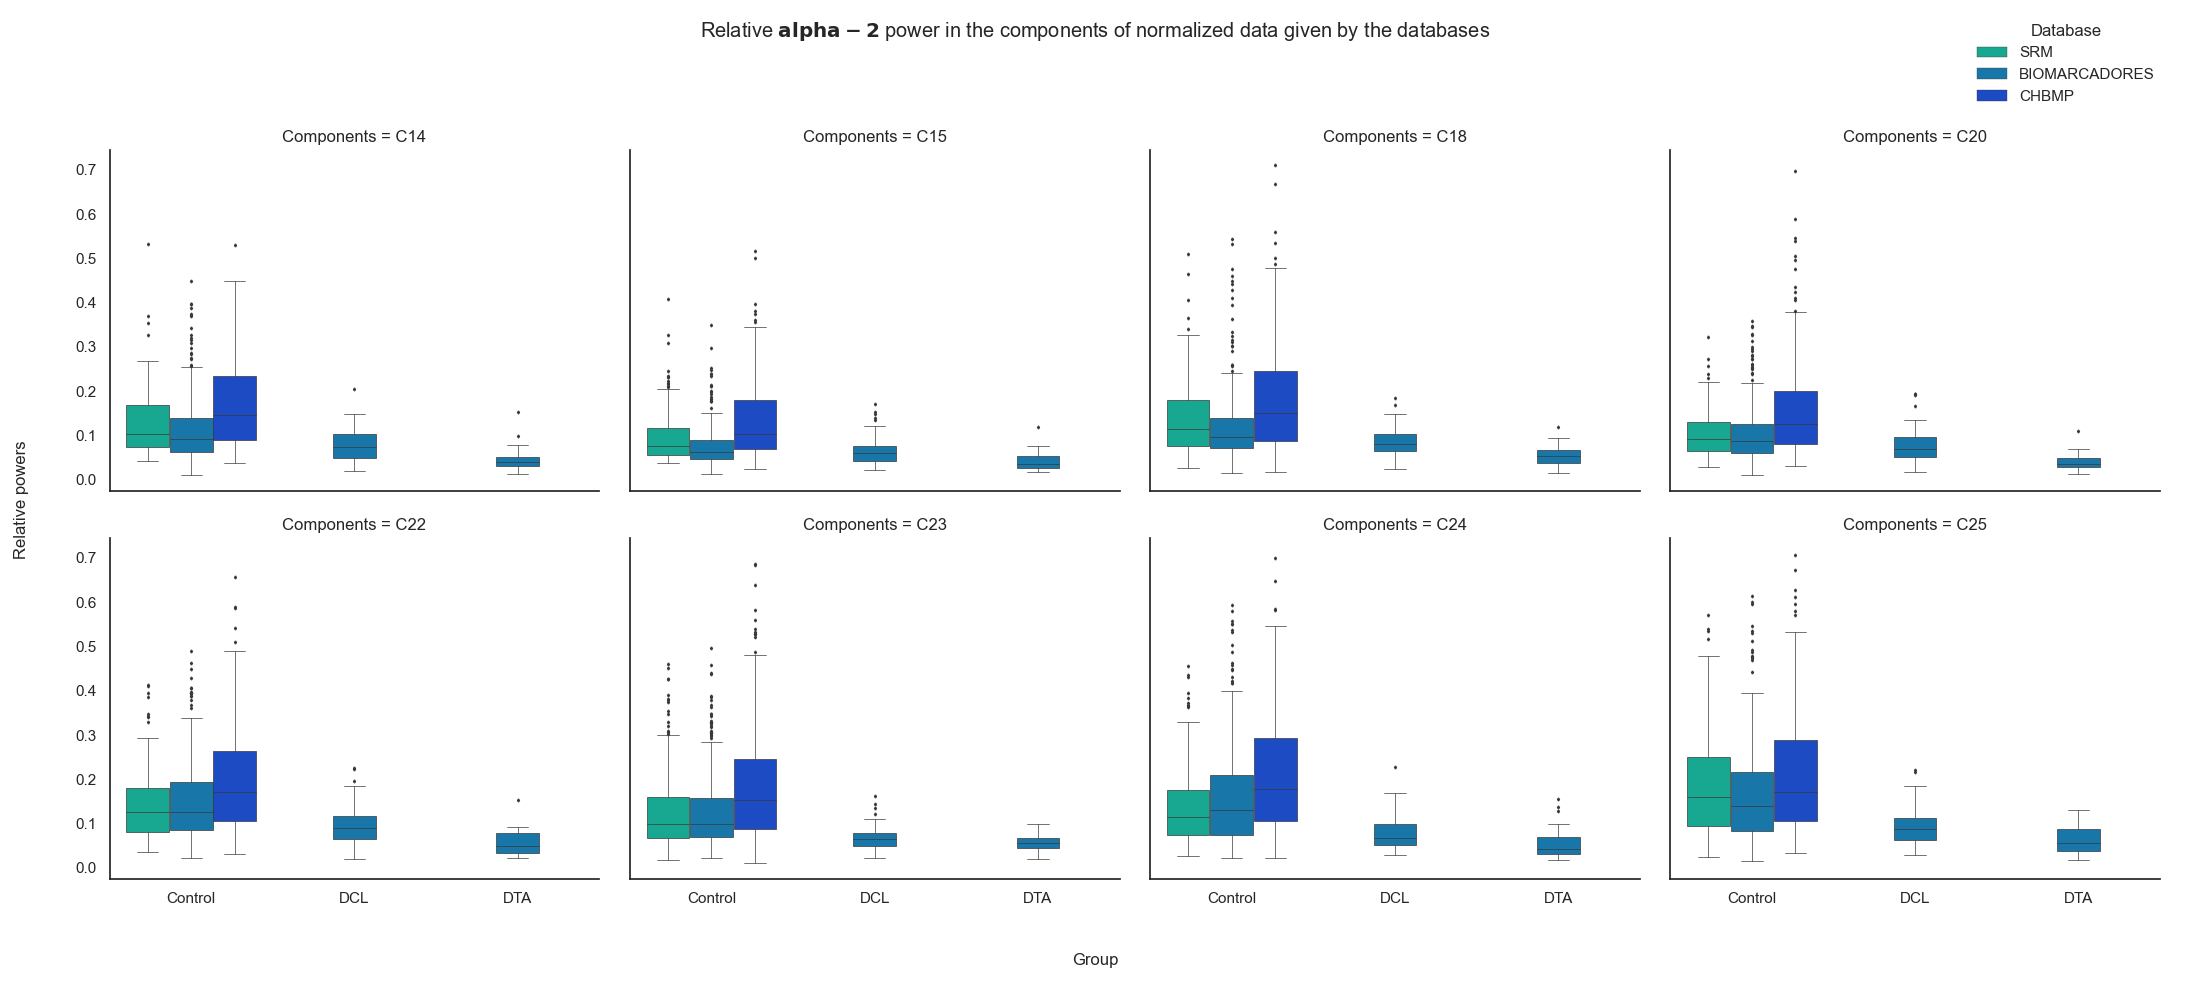 Relative alpha − 2 power in the components of normalized data given by the databases
Database
SRM
BIOMARCADORES
CHBMP
Components = C14
Components = C15
Components = C18
Components = C20
0.7
0.6
0.5
0.4
0.3
0.2
0.1
0.0
Relative powers
Components = C22
Components = C23
Components = C24
Components = C25
0.7
0.6
0.5
0.4
0.3
0.2
0.1
0.0
Control DCL DTA
Control DCL DTA
Control DCL DTA
Control DCL DTA
Group